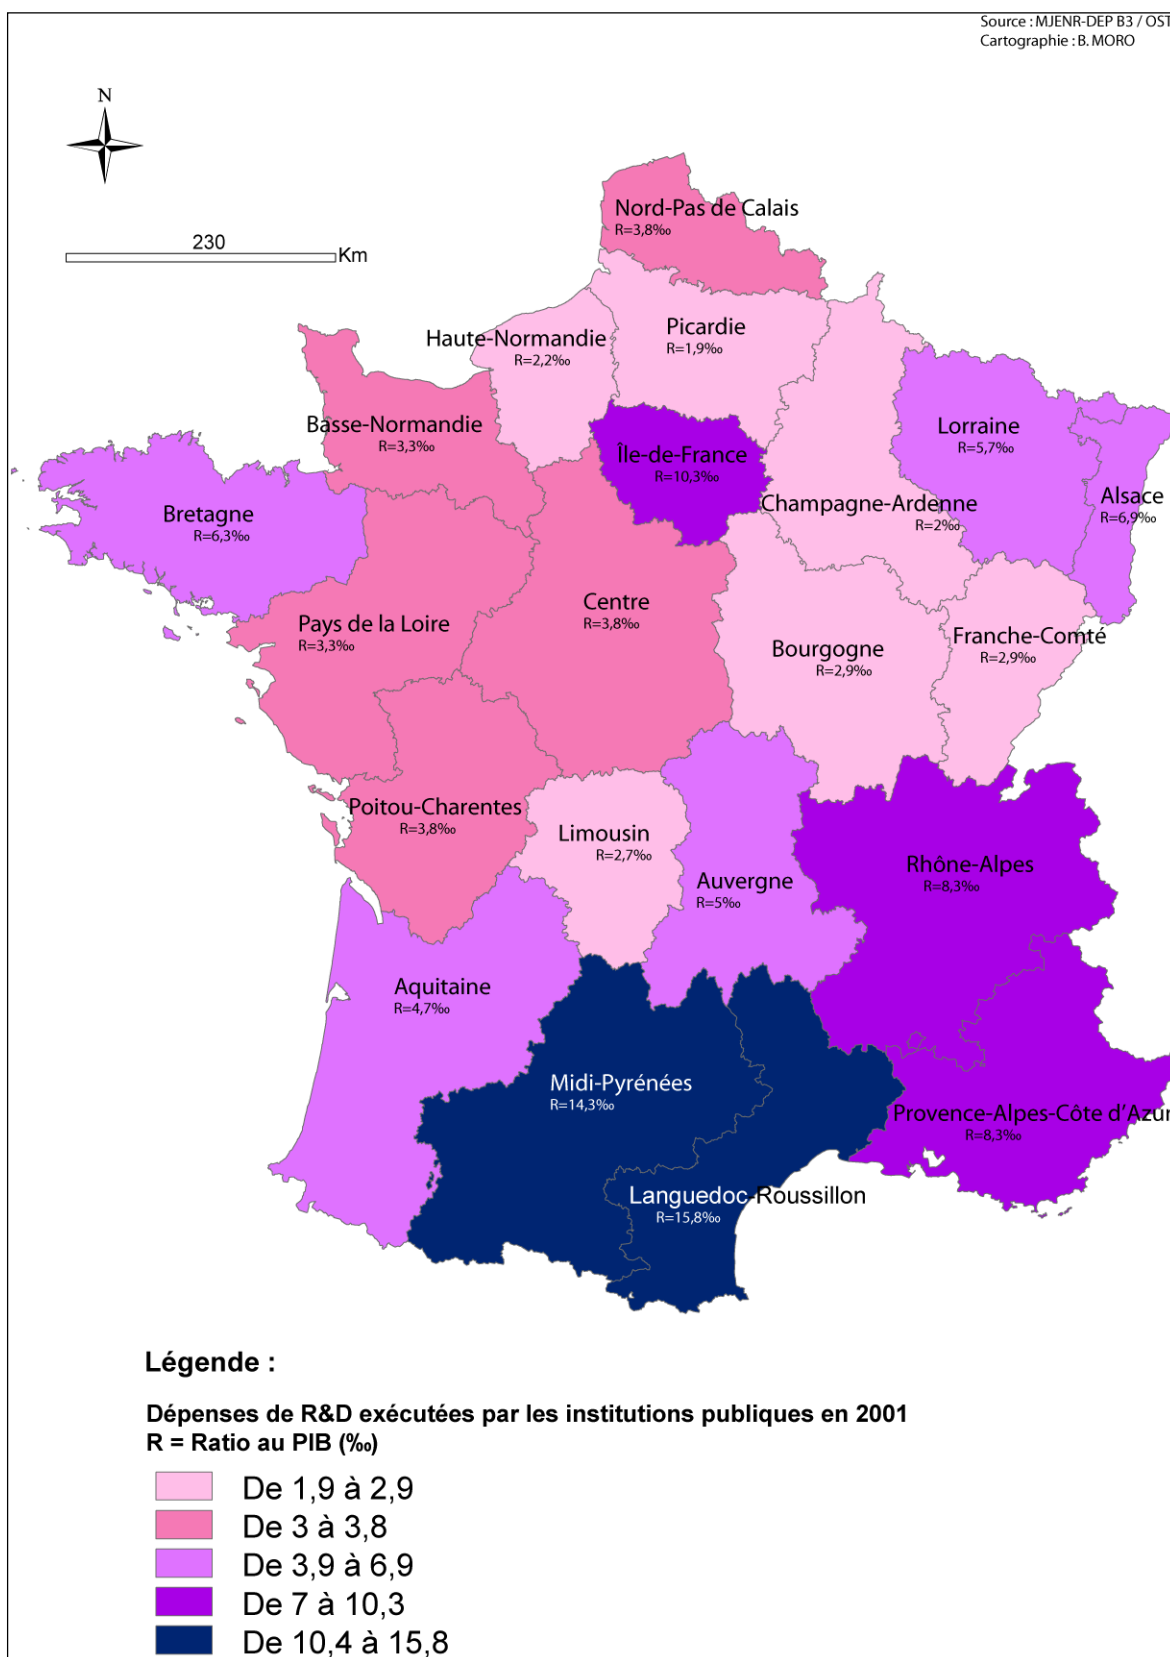 Source : MJENR-DEP B3 / OST
Cartographie : B. MORO
N
230
Km
Nord-Pas de Calais
R=3,8‰
Haute-Normandie
R=2,2‰
Picardie
R=1,9‰
Basse-Normandie
R=3,3‰
Île-de-France
R=10,3‰
Lorraine
R=5,7‰
Champagne-Ardenne
R=2‰
Alsace
R=6,9‰
Bretagne
R=6,3‰
Pays de la Loire
R=3,3‰
Centre
R=3,8‰
Bourgogne
R=2,9‰
Franche-Comté
R=2,9‰
Poitou-Charentes
R=3,8‰
Limousin
R=2,7‰
Auvergne
R=5‰
Rhône-Alpes
R=8,3‰
Aquitaine
R=4,7‰
Midi-Pyrénées
R=14,3‰
Provence-Alpes-Côte d'Azur
R=8,3‰
Languedoc-Roussillon
R=15,8‰
Légende :
Dépenses de R&D exécutées par les institutions publiques en 2001
R = Ratio au PIB (‰)
De 1,9 à 2,9
De 3 à 3,8
De 3,9 à 6,9
De 7 à 10,3
De 10,4 à 15,8